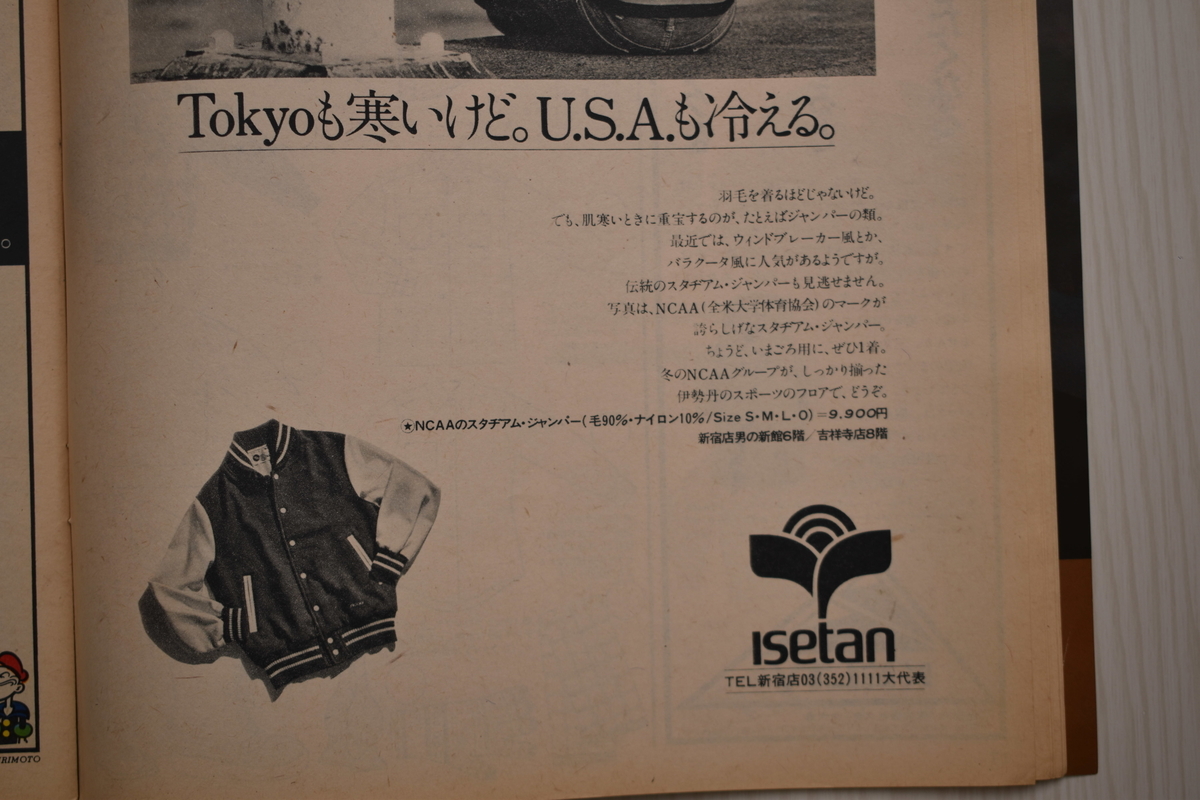 Tokyoも寒いけど。U.S.A.も冷える。
羽毛を着るほどじゃないけど。
でも、肌寒いときに重宝するのが、たとえばジャンパーの類。
最近では、ウィンドブレーカー風とか、
バラクータ風に人気があるようですが。
伝統のスタヂアム・ジャンパーも見逃せません。
写真は、NCAA(全米大学体育協会)のマークが
誇らしげなスタヂアム・ジャンパー。
ちょうど、いまごろ用に、ぜひ1着。
冬のNCAAグループが、しっかり揃った
伊勢丹のスポーツのフロアで、どうぞ。
★NCAAのスタヂアム・ジャンパー(毛90%・ナイロン10%/Size S・M・L・O)=9.900円
新宿店男の新館6階/吉祥寺店8階
ISetan
TEL新宿店03(352)1111大代表
。
RIMOTO